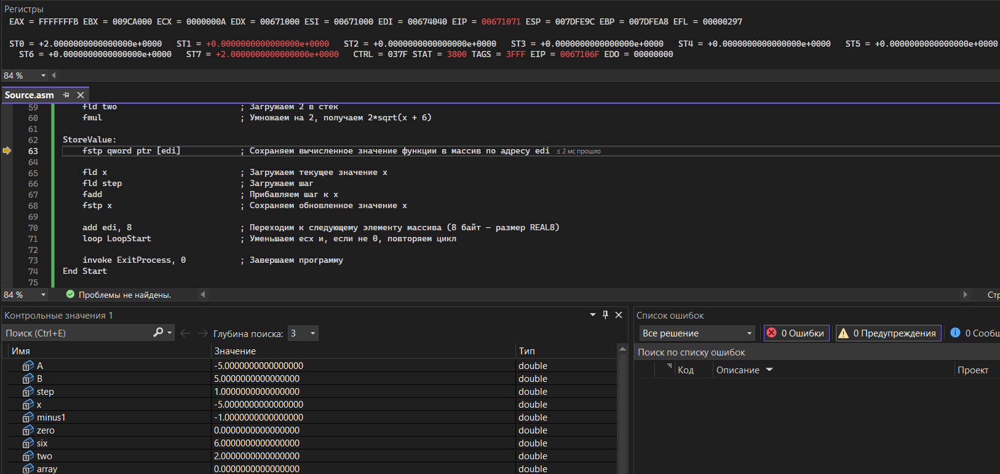 Регистры
EAX = FFFFFFFB EBX = 009CA000 ECX = 0000000A EDX = 00671000 ESI = 00671000 EDI = 00674040 EIP = 00671071 ESP = 007DFE9C EBP = 007DFEA8 EFL = 00000297
ST0 = +2.0000000000000000e+0000 ST1 = +0.0000000000000000e+0000 ST2 = +0.0000000000000000e+0000 ST3 = +0.0000000000000000e+0000 ST4 = +0.0000000000000000e+0000 ST5 = +0.0000000000000000e+0000
ST6 = +0.0000000000000000e+0000 ST7 = +2.0000000000000000e+0000 CTRL = 037F STAT = 3800 TAGS = 3FFF EIP = 0067106F EDO = 00000000
84 %
Source.asm
59 fld two ; Загружаем 2 в стек
60 fmul ; Умножаем на 2, получаем 2*sqrt(x + 6)
61
62 StoreValue:
63 fstp qword ptr [edi] ; Сохраняем вычисленное значение функции в массив по адресу edi ≤ 2 мс прошло
64
65 fld x ; Загружаем текущее значение x
66 fld step ; Загружаем шаг
67 fadd ; Прибавляем шаг к x
68 fstp x ; Сохраняем обновленное значение x
69
70 add edi, 8 ; Переходим к следующему элементу массива (8 байт — размер REAL8)
71 loop LoopStart ; Уменьшаем ecx и, если не 0, повторяем цикл
72
73 invoke ExitProcess, 0 ; Завершаем программу
74 End Start
75
84 % Проблемы не найдены. Стр
Контрольные значения 1
Поиск (Ctrl+E) Глубина поиска: 3
Имя Значение Тип
A -5.0000000000000000 double
B 5.0000000000000000 double
step 1.0000000000000000 double
x -5.0000000000000000 double
minus1 -1.0000000000000000 double
zero 0.0000000000000000 double
six 6.0000000000000000 double
two 2.0000000000000000 double
array 0.0000000000000000 double
Список ошибок
Все решение 0 Ошибки 0 Предупреждения 0 Сообщ
Поиск по списку ошибок
Код Описание Проект